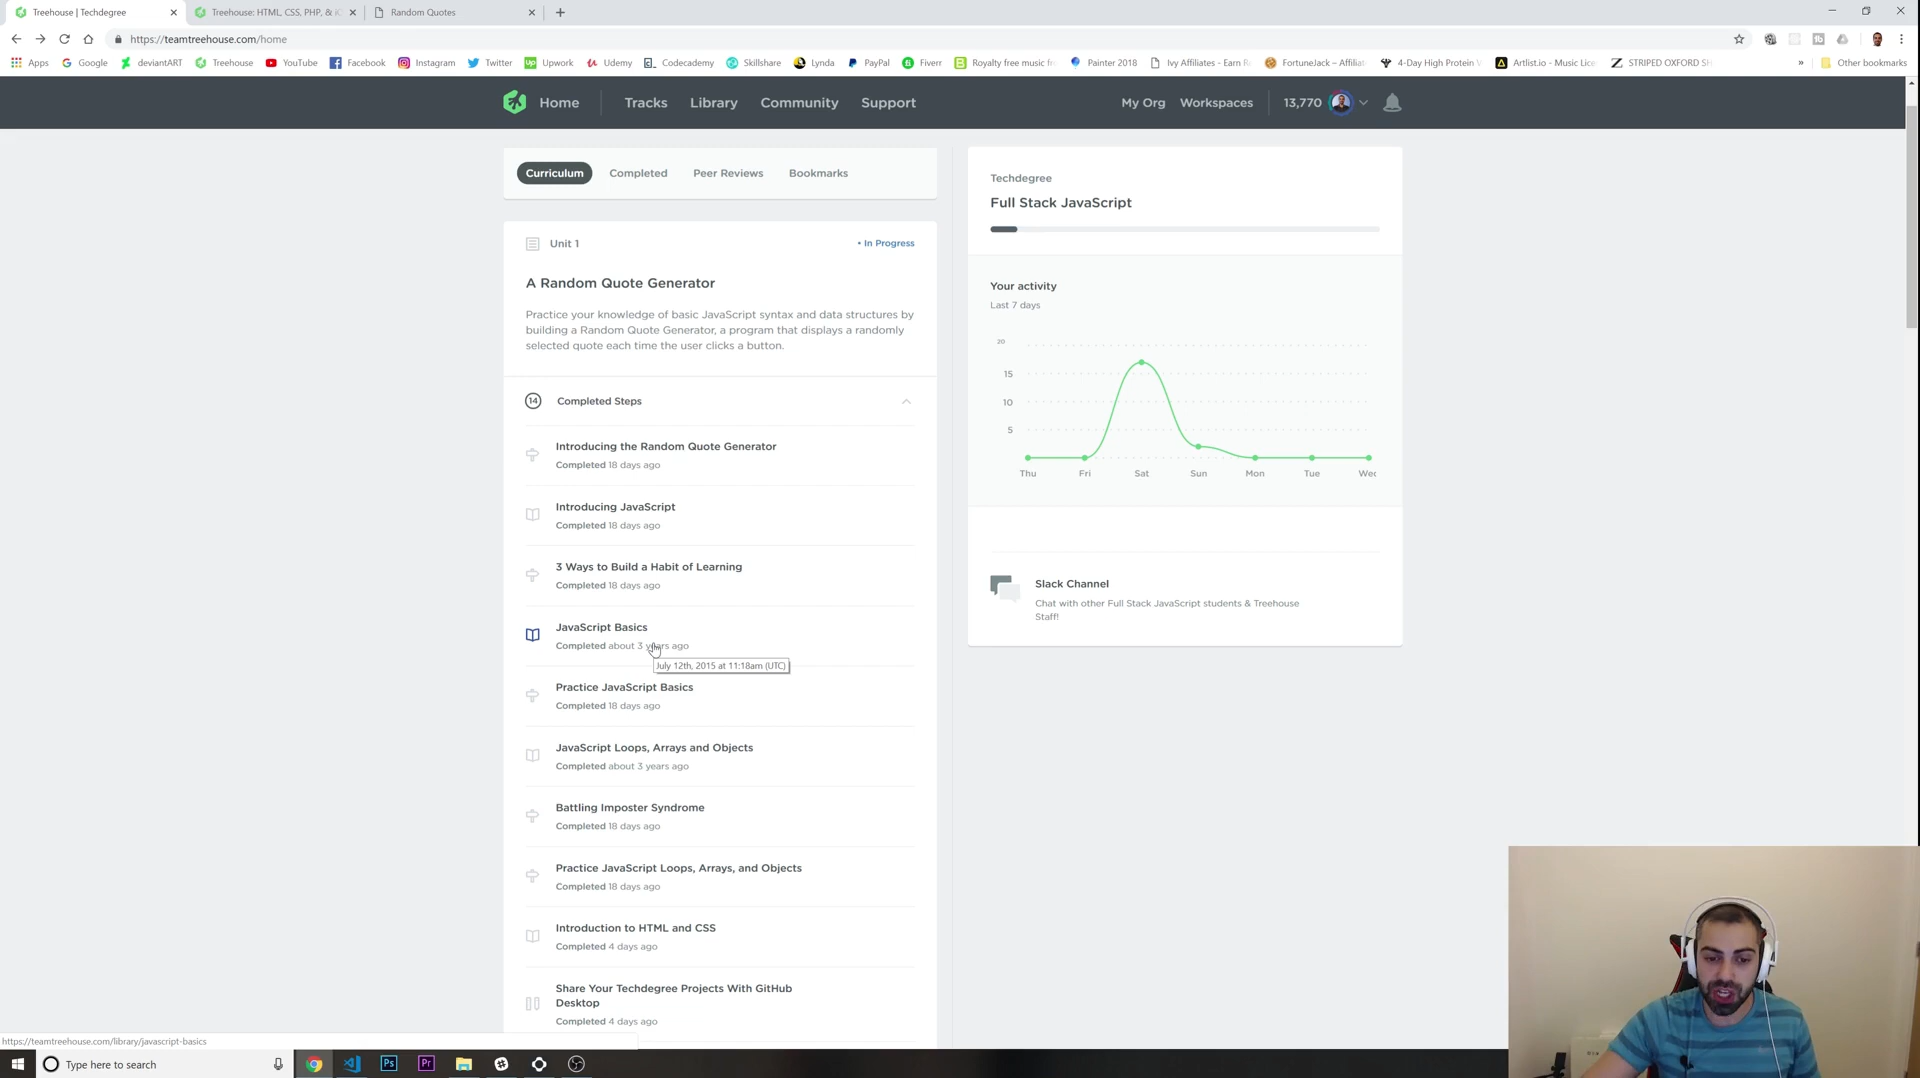 Treehouse | Techdegree
Treehouse: HTML, CSS, PHP, & i
Random Quotes
https://teamtreehouse.com/home
Apps
Google
deviantART
Treehouse
YouTube
Facebook
Instagram
Twitter
Upwork
Udemy
Codecademy
Skillshare
Lynda
PayPal
Fiverr
Royalty free music fr
Painter 2018
Ivy Affiliates - Earn R
FortuneJack – Affiliat
4-Day High Protein V
Artlist.io - Music Lice
STRIPED OXFORD SH
»
Other bookmarks
Home
Tracks
Library
Community
Support
My Org
Workspaces
13,770
Curriculum
Completed
Peer Reviews
Bookmarks
Unit 1
• In Progress
A Random Quote Generator
Practice your knowledge of basic JavaScript syntax and data structures by
building a Random Quote Generator, a program that displays a randomly
selected quote each time the user clicks a button.
14
Completed Steps
Introducing the Random Quote Generator
Completed 18 days ago
Introducing JavaScript
Completed 18 days ago
3 Ways to Build a Habit of Learning
Completed 18 days ago
JavaScript Basics
Completed about 3 years ago
July 12th, 2015 at 11:18am (UTC)
Practice JavaScript Basics
Completed 18 days ago
JavaScript Loops, Arrays and Objects
Completed about 3 years ago
Battling Imposter Syndrome
Completed 18 days ago
Practice JavaScript Loops, Arrays, and Objects
Completed 18 days ago
Introduction to HTML and CSS
Completed 4 days ago
Share Your Techdegree Projects With GitHub
Desktop
Completed 4 days ago
Techdegree
Full Stack JavaScript
Your activity
Last 7 days
20
15
10
5
Thu
Fri
Sat
Sun
Mon
Tue
Wec
Slack Channel
Chat with other Full Stack JavaScript students & Treehouse
Staff!
https://teamtreehouse.com/library/javascript-basics
Type here to search
Ps
Pr